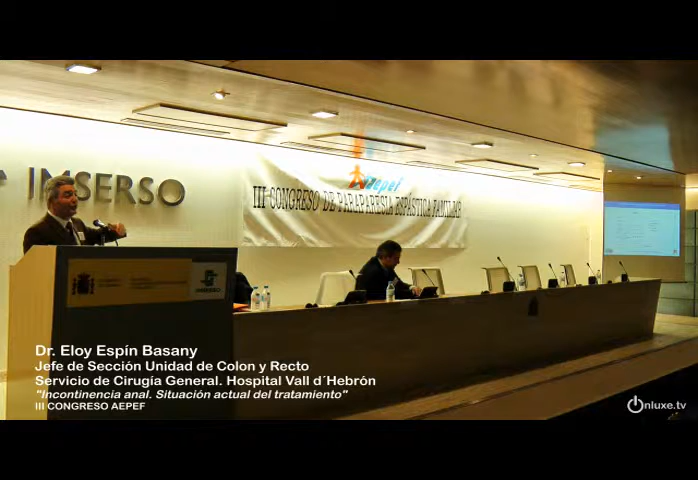 IMSERSO
aepef
III CONGRESO DE PARAPARESIA ESPÁSTICA FAMILIAR
IMSERSO
Dr. Eloy Espín Basany
Jefe de Sección Unidad de Colon y Recto
Servicio de Cirugía General. Hospital Vall d´Hebrón
"Incontinencia anal. Situación actual del tratamiento"
III CONGRESO AEPEF
Onluxe.tv